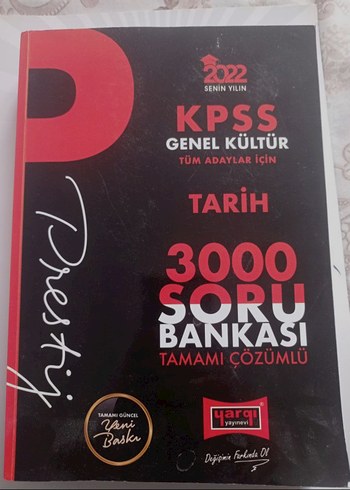 2022
SENİN YILIN
KPSS
GENEL KÜLTÜR
TÜM ADAYLAR İÇİN
TARİH
Prestij
3000
SORU
BANKASI
TAMAMI ÇÖZÜMLÜ
TAMAMI GÜNCEL
Yeni
Baskı
yargı
yayınevi
Değişimin Farkında Ol